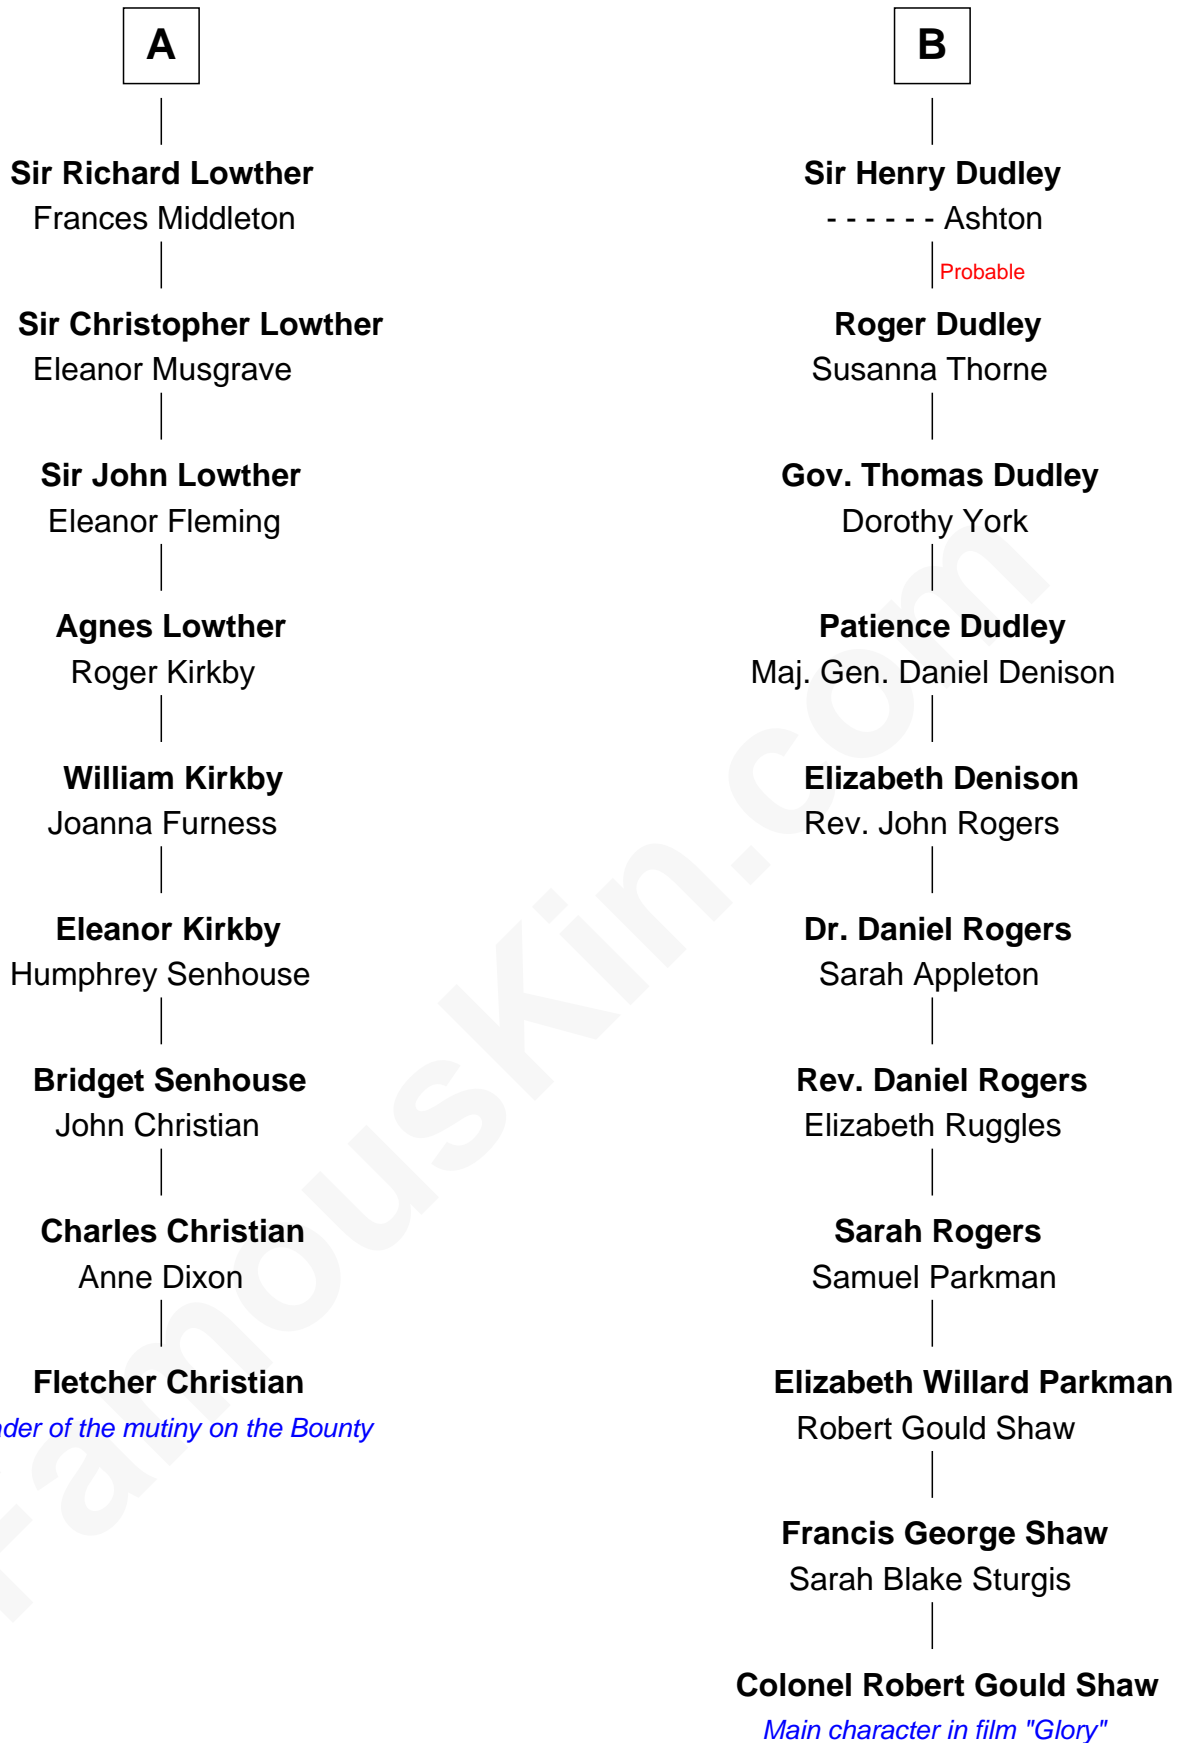 A
Sir Richard Lowther
Frances Middleton
Sir Christopher Lowther
Eleanor Musgrave
Sir John Lowther
Eleanor Fleming
Agnes Lowther
Roger Kirkby
William Kirkby
Joanna Furness
Eleanor Kirkby
Humphrey Senhouse
Bridget Senhouse
John Christian
Charles Christian
Anne Dixon
Fletcher Christian
of the mutiny on the Bounty
B
Sir Henry Dudley
- - - - - - Ashton
Probable
Roger Dudley
Susanna Thorne
Gov. Thomas Dudley
Dorothy York
Patience Dudley
Maj. Gen. Daniel Denison
Elizabeth Denison
Rev. John Rogers
Dr. Daniel Rogers
Sarah Appleton
Rev. Daniel Rogers
Elizabeth Ruggles
Sarah Rogers
Samuel Parkman
Elizabeth Willard Parkman
Robert Gould Shaw
Francis George Shaw
Sarah Blake Sturgis
Colonel Robert Gould Shaw
Main character in film "Glory"
FamousKin.com